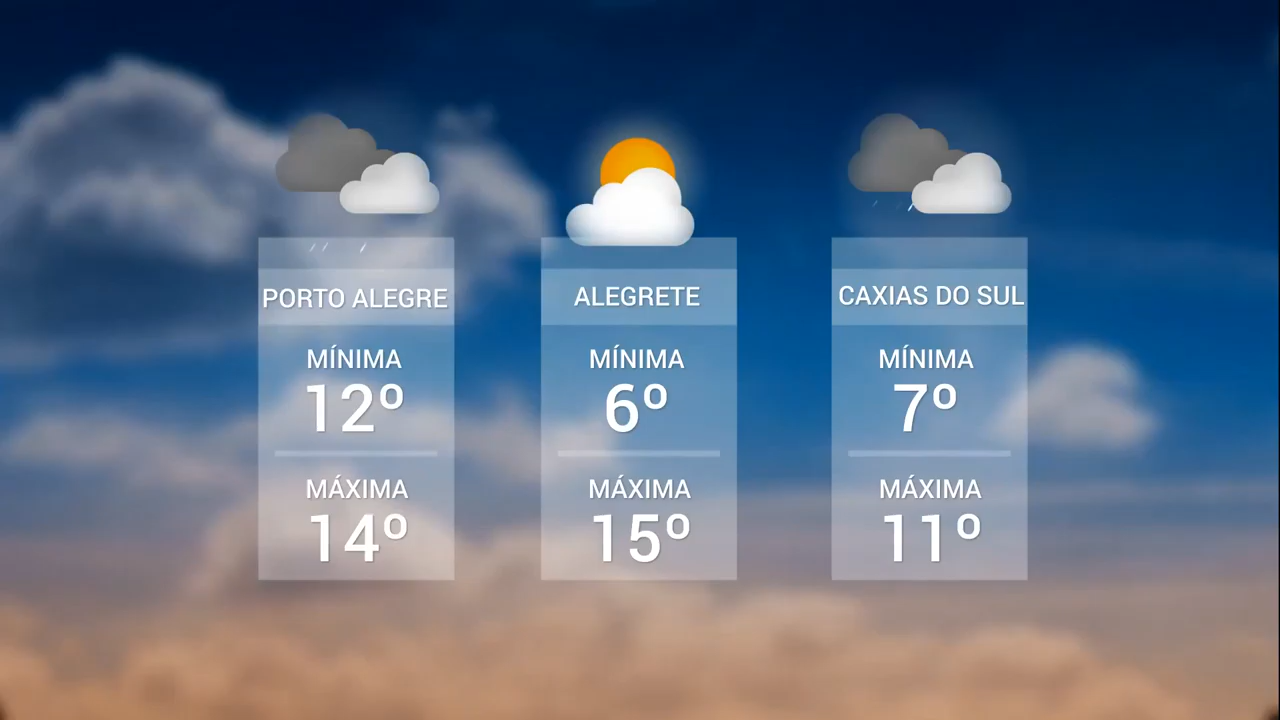 PORTO ALEGRE
MÍNIMA
12º
MÁXIMA
14º
ALEGRETE
MÍNIMA
6º
MÁXIMA
15º
CAXIAS DO SUL
MÍNIMA
7º
MÁXIMA
11º